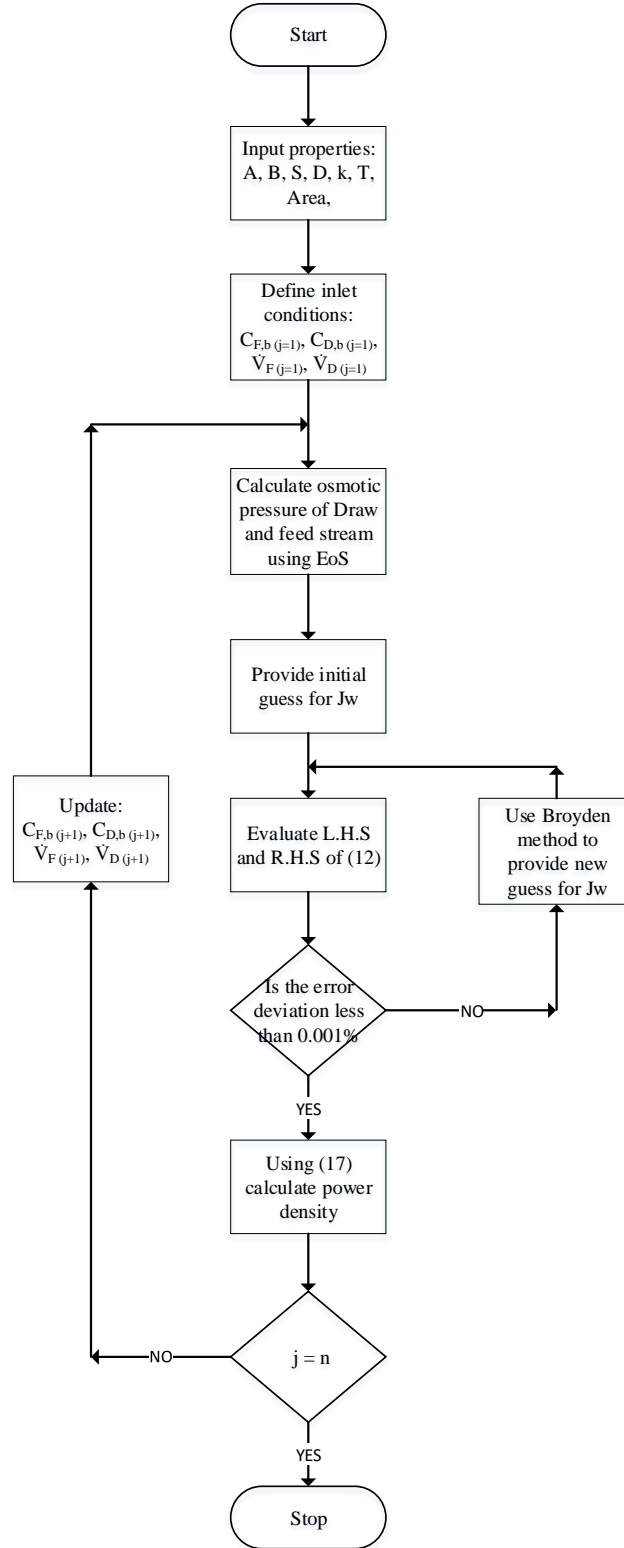 Start
Input properties:
A, B, S, D, k, T,
Area,
Define inlet
conditions:
C_{F,b (j=1)}, C_{D,b (j=1)},
V̇_{F (j=1)}, V̇_{D (j=1)}
Calculate osmotic
pressure of Draw
and feed stream
using EoS
Provide initial
guess for Jw
Update:
C_{F,b (j+1)}, C_{D,b (j+1)},
V̇_{F (j+1)}, V̇_{D (j+1)}
Evaluate L.H.S
and R.H.S of (12)
Use Broyden
method to
provide new
guess for Jw
Is the error
deviation less
than 0.001%
NO
YES
Using (17)
calculate power
density
j = n
NO
YES
Stop